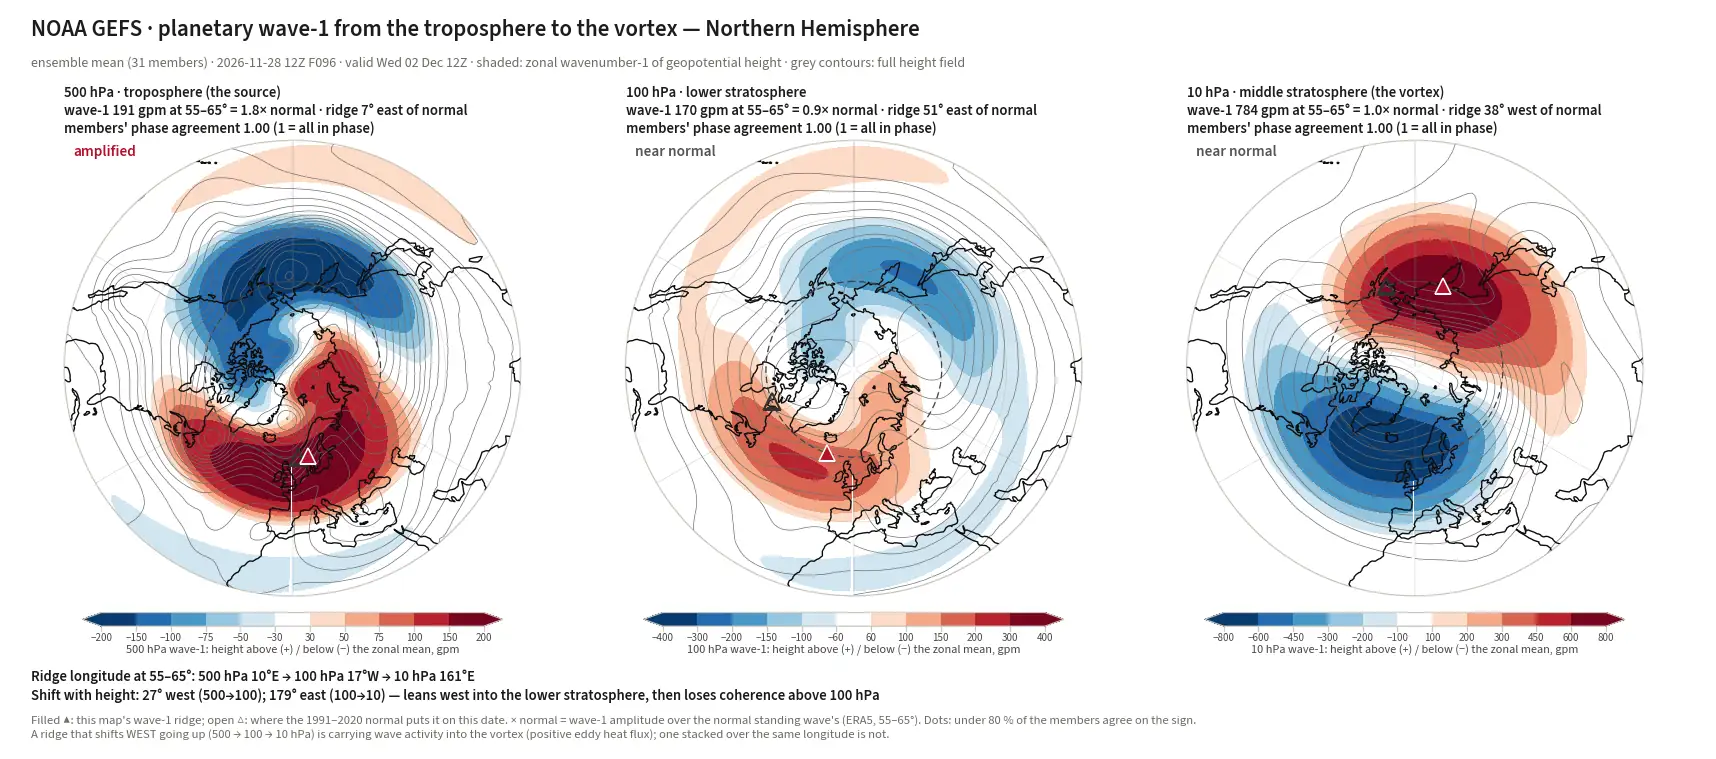 NOAA GEFS · planetary wave-1 from the troposphere to the vortex — Northern Hemisphere
ensemble mean (31 members) · 2026-11-28 12Z F096 · valid Wed 02 Dec 12Z · shaded: zonal wavenumber-1 of geopotential height · grey contours: full height field
500 hPa · troposphere (the source)
wave-1 191 gpm at 55–65° = 1.8× normal · ridge 7° east of normal
members' phase agreement 1.00 (1 = all in phase)
amplified
100 hPa · lower stratosphere
wave-1 170 gpm at 55–65° = 0.9× normal · ridge 51° east of normal
members' phase agreement 1.00 (1 = all in phase)
near normal
10 hPa · middle stratosphere (the vortex)
wave-1 784 gpm at 55–65° = 1.0× normal · ridge 38° west of normal
members' phase agreement 1.00 (1 = all in phase)
near normal
−200 −150 −100 −75 −50 −30 30 50 75 100 150 200
500 hPa wave-1: height above (+) / below (−) the zonal mean, gpm
−400 −300 −200 −150 −100 −60 60 100 150 200 300 400
100 hPa wave-1: height above (+) / below (−) the zonal mean, gpm
−800 −600 −450 −300 −200 −100 100 200 300 450 600 800
10 hPa wave-1: height above (+) / below (−) the zonal mean, gpm
Ridge longitude at 55–65°: 500 hPa 10°E → 100 hPa 17°W → 10 hPa 161°E
Shift with height: 27° west (500→100); 179° east (100→10) — leans west into the lower stratosphere, then loses coherence above 100 hPa
Filled ▲: this map's wave-1 ridge; open △: where the 1991–2020 normal puts it on this date. × normal = wave-1 amplitude over the normal standing wave's (ERA5, 55–65°). Dots: under 80 % of the members agree on the sign.
A ridge that shifts WEST going up (500 → 100 → 10 hPa) is carrying wave activity into the vortex (positive eddy heat flux); one stacked over the same longitude is not.